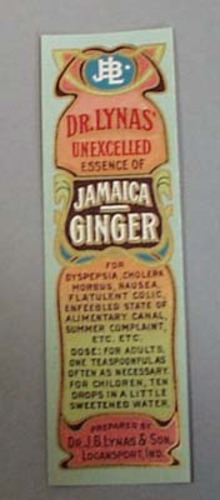 JBL
DR. LYNAS'
UNEXCELLED
ESSENCE OF
JAMAICA
GINGER
FOR
DYSPEPSIA, CHOLERA
MORBUS, NAUSEA,
FLATULENT COLIC,
ENFEEBLED STATE OF
ALIMENTARY CANAL,
SUMMER COMPLAINT,
ETC. ETC.
DOSE: FOR ADULTS,
ONE TEASPOONFUL AS
OFTEN AS NECESSARY.
FOR CHILDREN, TEN
DROPS IN A LITTLE
SWEETENED WATER.
PREPARED BY
DR. J. B. LYNAS & SON,
LOGANSPORT, IND.